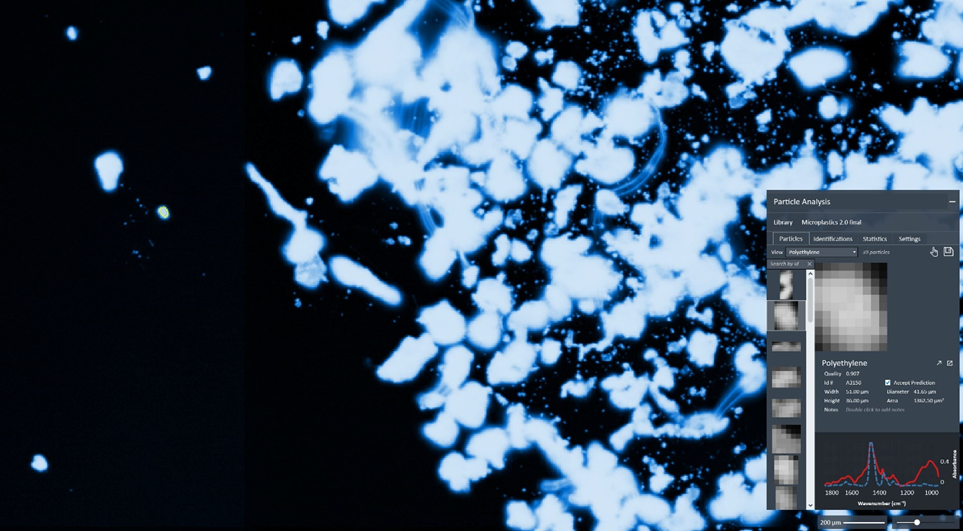 Particle Analysis
Library Microplastics 2.0 final
Particles Identifications Statistics Settings
View Polyethylene particles
Search by id
Polyethylene
Quality 0.907
Id # A3150 Accept Prediction
Width 51.00 µm Diameter 41.65 µm
Height 36.00 µm Area 1362.50 µm²
Notes Double click to add notes
0.4
0
Absorbance
1800 1600 1400 1200 1000
Wavenumber (cm⁻¹)
200 µm